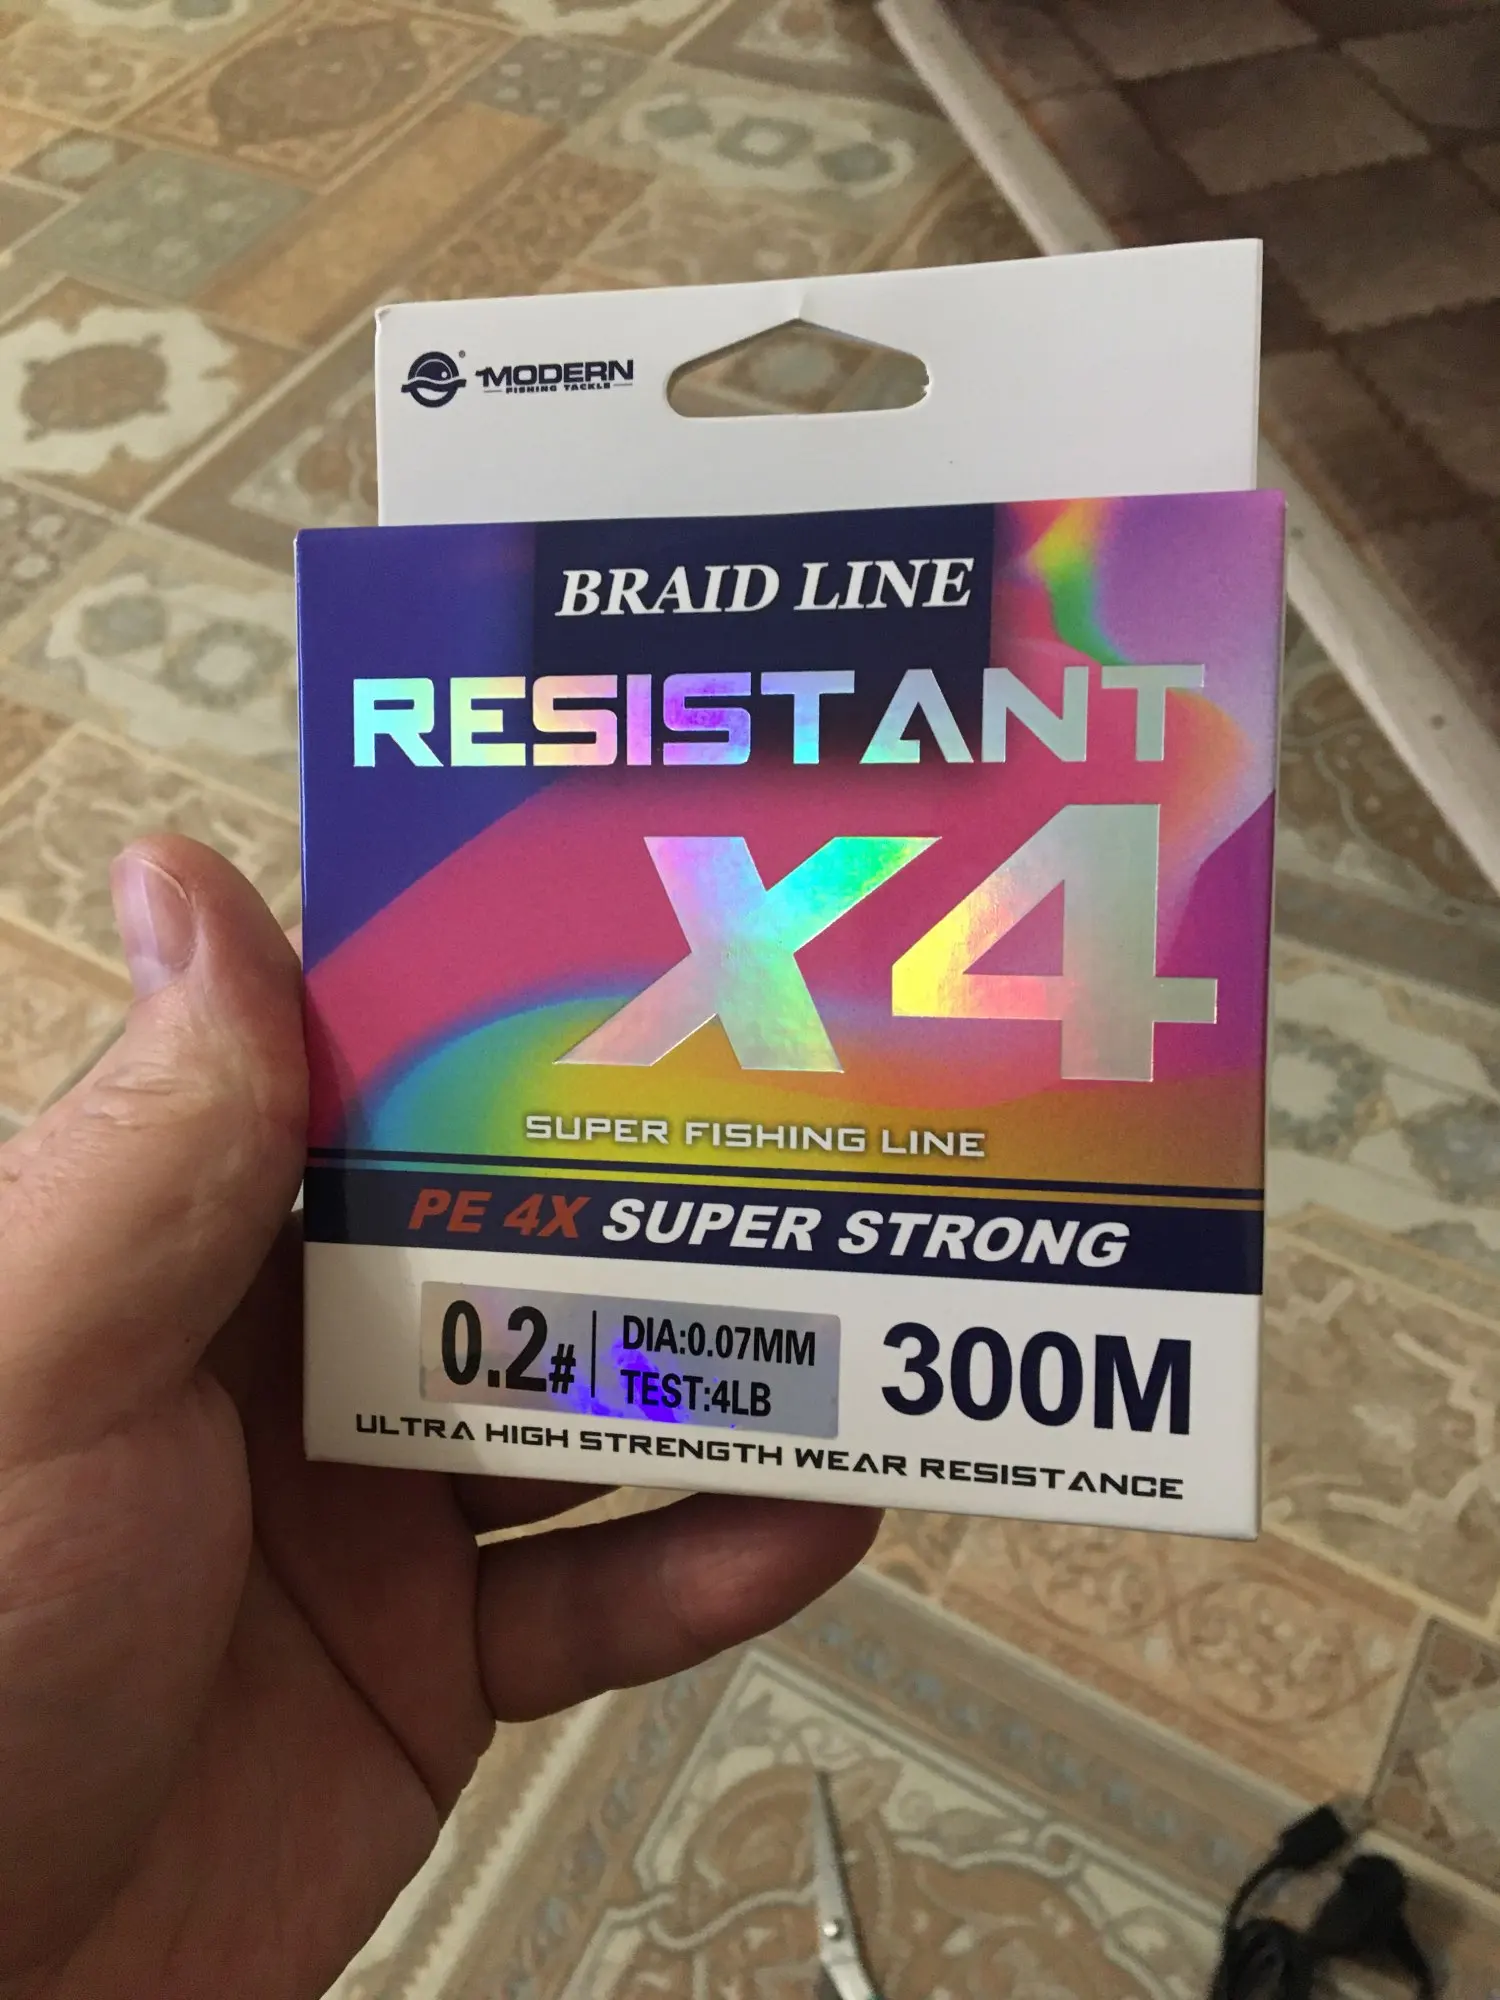 ®
MODERN
FISHING TACKLE
BRAID LINE
RESISTANT
X4
SUPER FISHING LINE
PE 4X SUPER STRONG
0.2# DIA:0.07MM
TEST:4LB
300M
ULTRA HIGH STRENGTH WEAR RESISTANCE